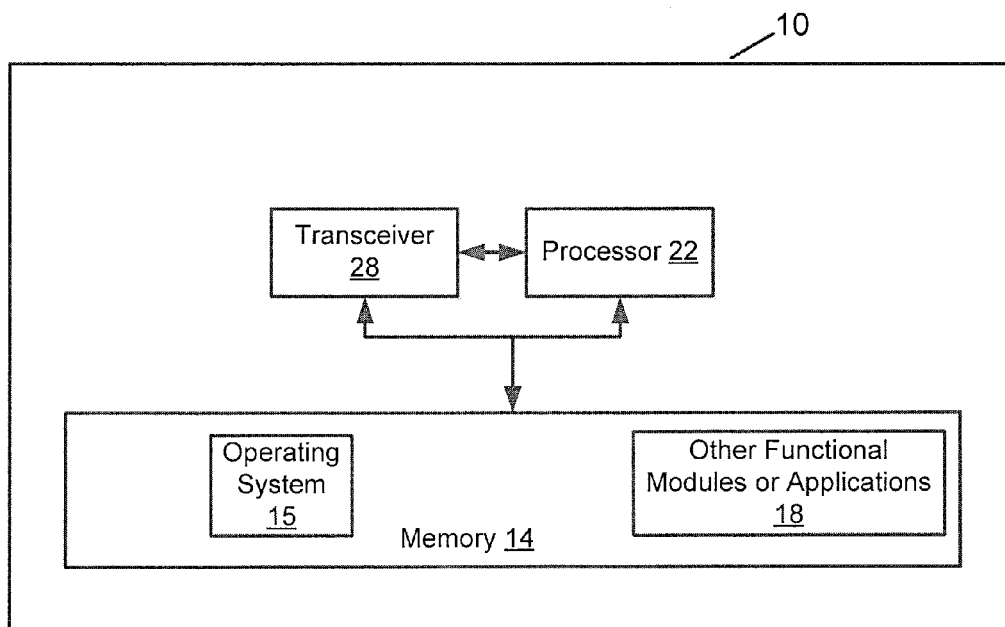 10
Transceiver
28
Processor 22
Operating
System
15
Other Functional
Modules or Applications
18
Memory 14